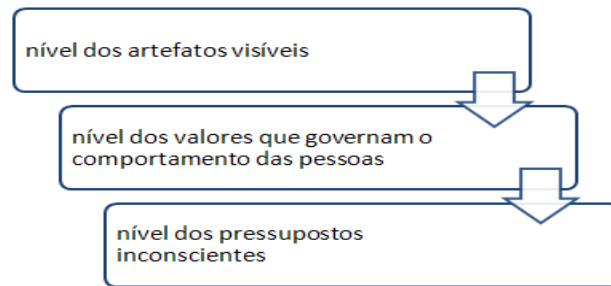 nível dos artefatos visíveis
nível dos valores que governam o
comportamento das pessoas
nível dos pressupostos
inconscientes